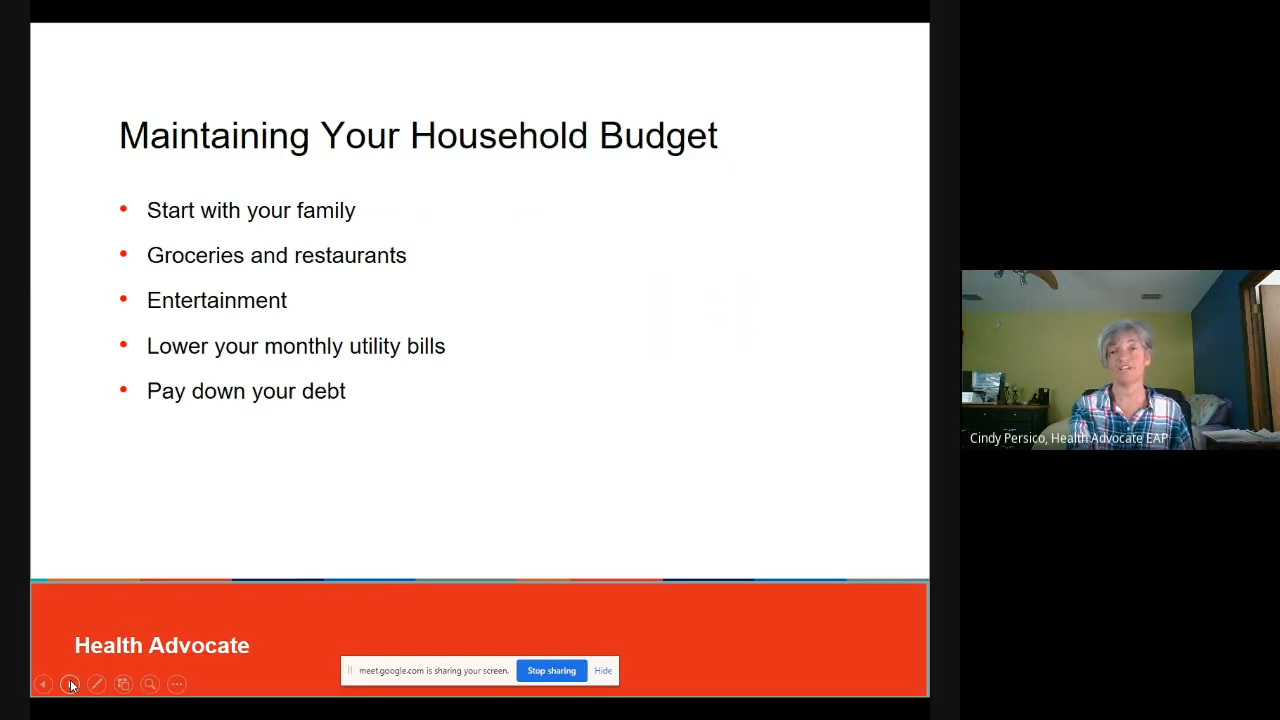 Maintaining Your Household Budget
• Start with your family
• Groceries and restaurants
• Entertainment
• Lower your monthly utility bills
• Pay down your debt
Health Advocate
meet.google.com is sharing your screen.
Stop sharing
Hide
Cindy Persico, Health Advocate EAP